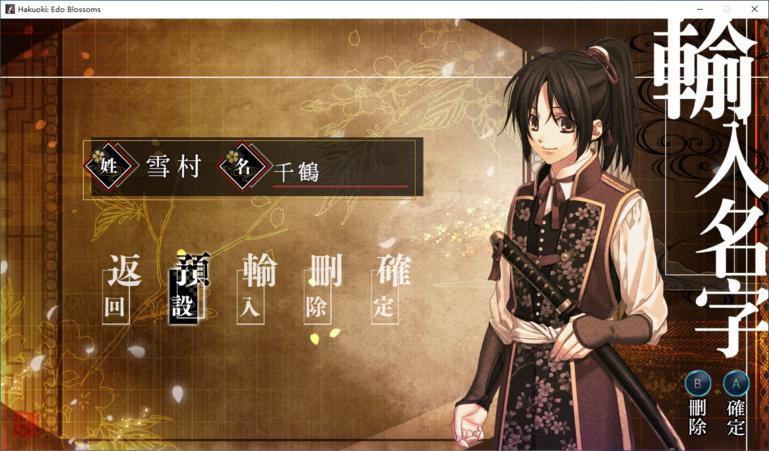 Hakuoki: Edo Blossoms
輸入名字
姓 雪村 名 千鶴
返回
預設
輸入
刪除
確定
B 刪除
A 確定